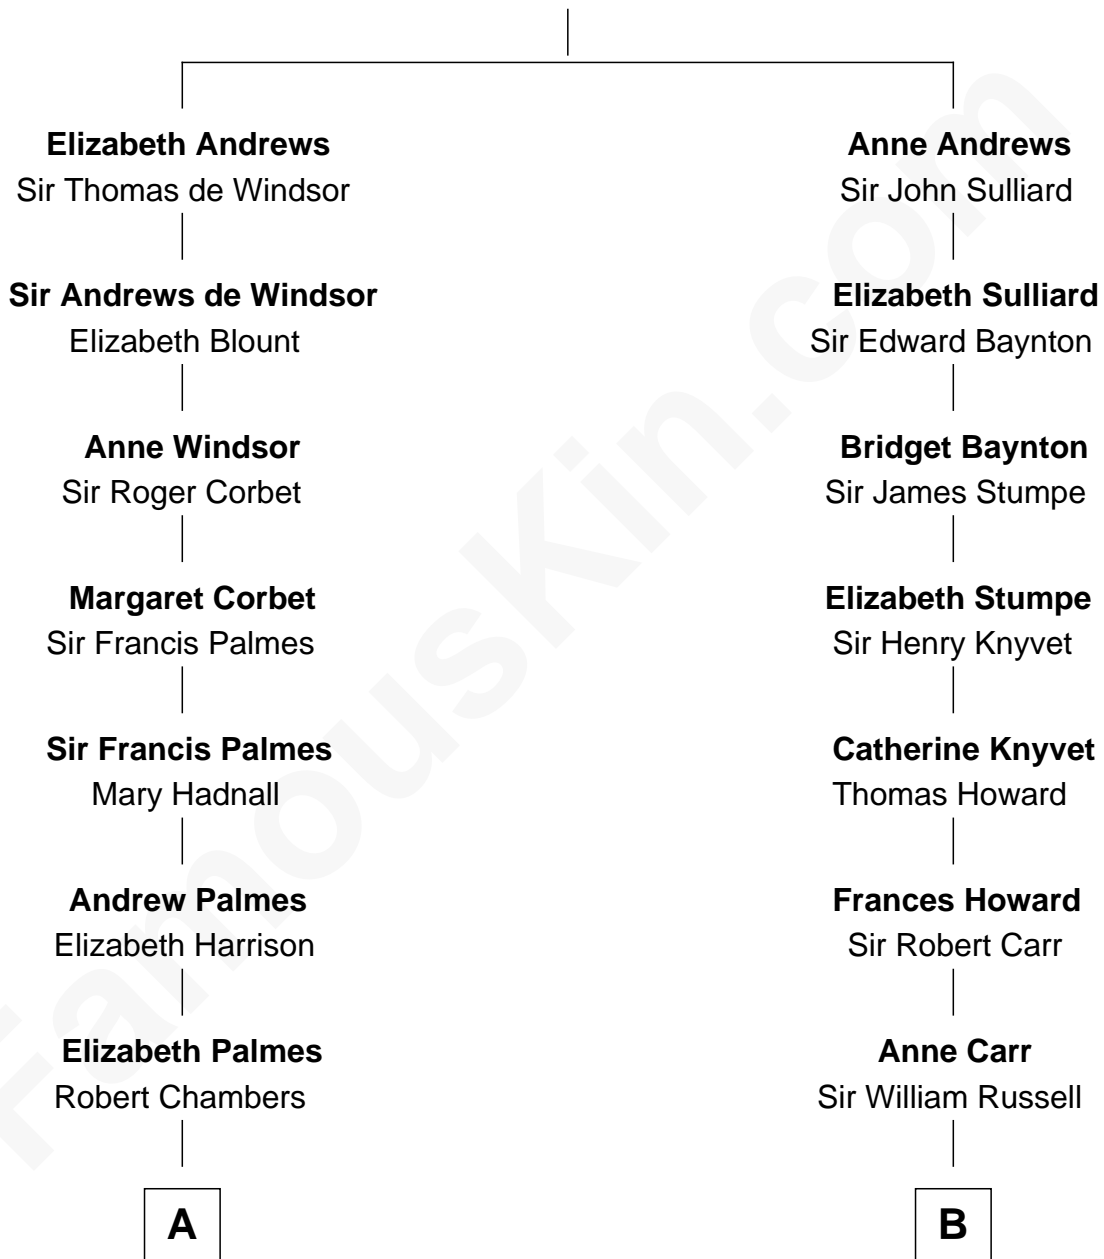 Elizabeth Andrews
Sir Thomas de Windsor
Sir Andrews de Windsor
Elizabeth Blount
Anne Windsor
Sir Roger Corbet
Margaret Corbet
Sir Francis Palmes
Sir Francis Palmes
Mary Hadnall
Andrew Palmes
Elizabeth Harrison
Elizabeth Palmes
Robert Chambers
A
Anne Andrews
Sir John Sulliard
Elizabeth Sulliard
Sir Edward Baynton
Bridget Baynton
Sir James Stumpe
Elizabeth Stumpe
Sir Henry Knyvet
Catherine Knyvet
Thomas Howard
Frances Howard
Sir Robert Carr
Anne Carr
Sir William Russell
B
FamousKin.com